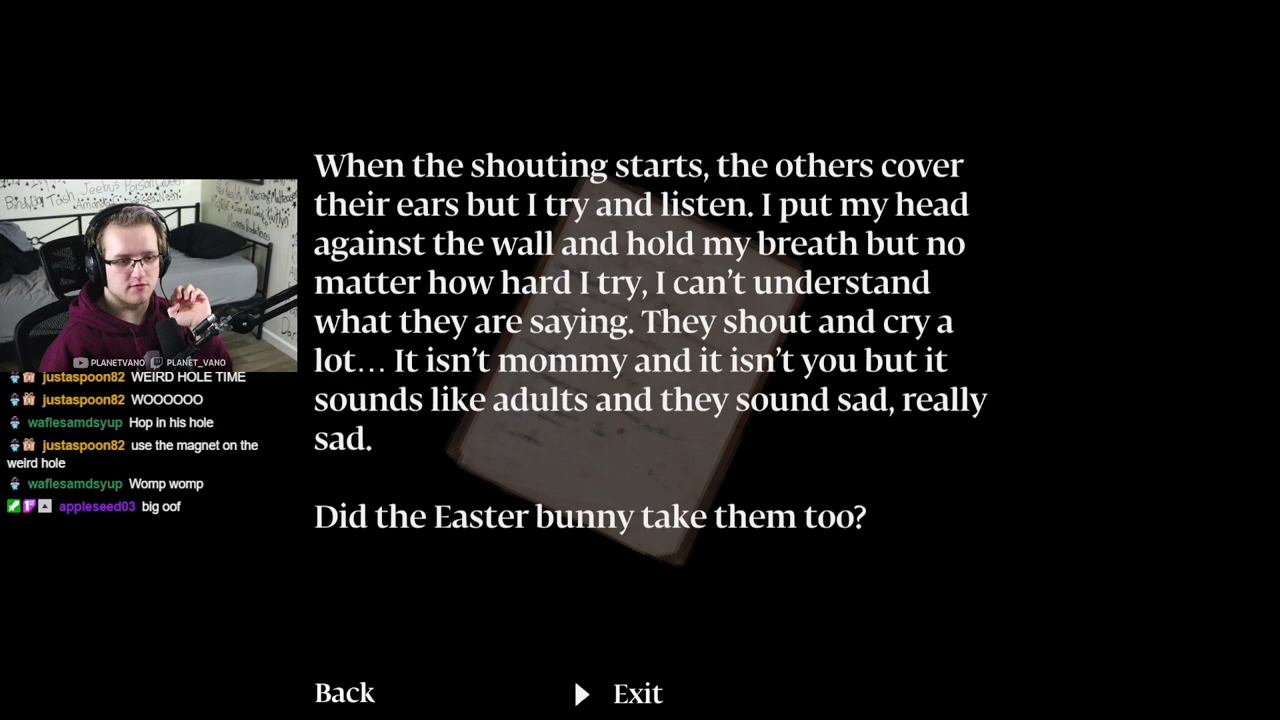 When the shouting starts, the others cover
their ears but I try and listen. I put my head
against the wall and hold my breath but no
matter how hard I try, I can't understand
what they are saying. They shout and cry a
lot… It isn't mommy and it isn't you but it
sounds like adults and they sound sad, really
sad.
Did the Easter bunny take them too?
Back
Exit
PLANETVANO PLANET_VANO
justaspoon82 WEIRD HOLE TIME
justaspoon82 WOOOOOO
waflesamdsyup Hop in his hole
justaspoon82 use the magnet on the
weird hole
waflesamdsyup Womp womp
appleseed03 big oof